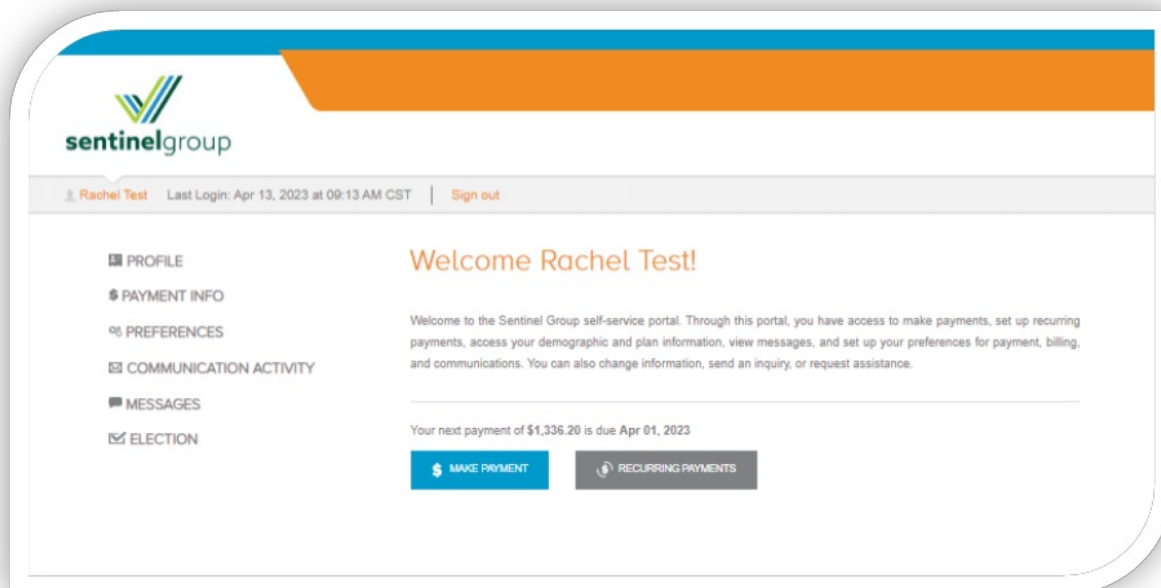 sentinelgroup
Rachel Test Last Login: Apr 13, 2023 at 09:13 AM CST | Sign out
PROFILE
$ PAYMENT INFO
PREFERENCES
COMMUNICATION ACTIVITY
MESSAGES
ELECTION
Welcome Rachel Test!
Welcome to the Sentinel Group self-service portal. Through this portal, you have access to make payments, set up recurring
payments, access your demographic and plan information, view messages, and set up your preferences for payment, billing,
and communications. You can also change information, send an inquiry, or request assistance.
Your next payment of $1,336.20 is due Apr 01, 2023
$ MAKE PAYMENT
$ RECURRING PAYMENTS